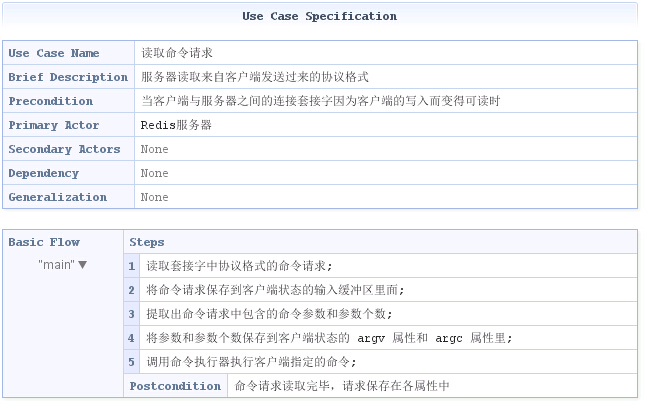 Use Case Specification
Use Case Name 读取命令请求
Brief Description 服务器读取来自客户端发送过来的协议格式
Precondition 当客户端与服务器之间的连接套接字因为客户端的写入而变得可读时
Primary Actor Redis服务器
Secondary Actors None
Dependency None
Generalization None
Basic Flow Steps
"main" ▼
1 读取套接字中协议格式的命令请求;
2 将命令请求保存到客户端状态的输入缓冲区里面;
3 提取出命令请求中包含的命令参数和参数个数;
4 将参数和参数个数保存到客户端状态的 argv 属性和 argc 属性里;
5 调用命令执行器执行客户端指定的命令;
Postcondition 命令请求读取完毕，请求保存在各属性中